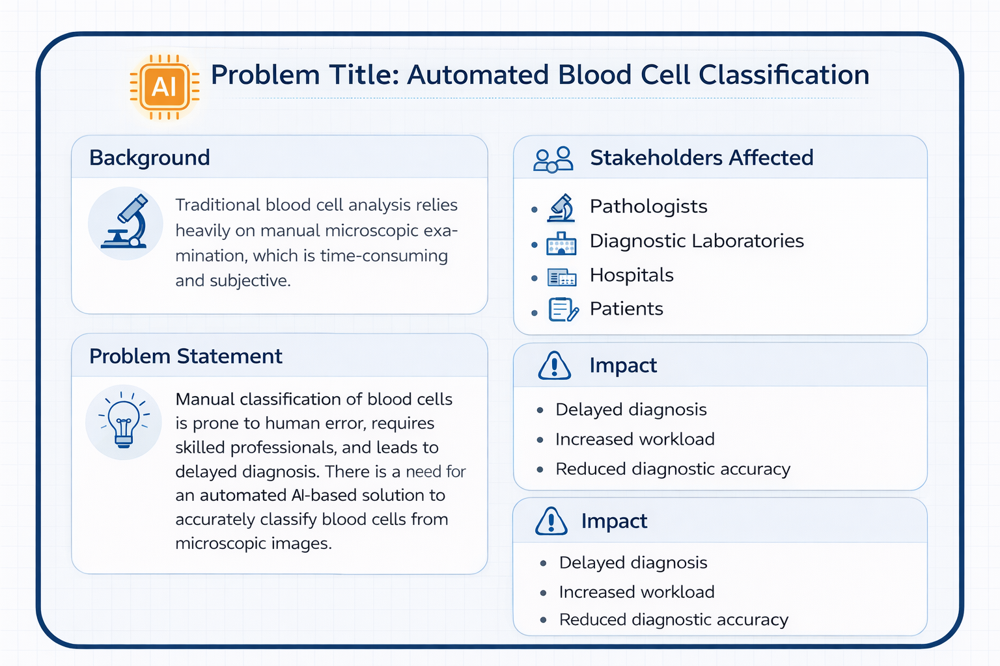 AI
Problem Title: Automated Blood Cell Classification
Background
Traditional blood cell analysis relies
heavily on manual microscopic exa-
mination, which is time-consuming
and subjective.
Problem Statement
Manual classification of blood cells
is prone to human error, requires
skilled professionals, and leads to
delayed diagnosis. There is a need for
an automated AI-based solution to
accurately classify blood cells from
microscopic images.
Stakeholders Affected
• Pathologists
• Diagnostic Laboratories
• Hospitals
• Patients
Impact
• Delayed diagnosis
• Increased workload
• Reduced diagnostic accuracy
Impact
• Delayed diagnosis
• Increased workload
• Reduced diagnostic accuracy